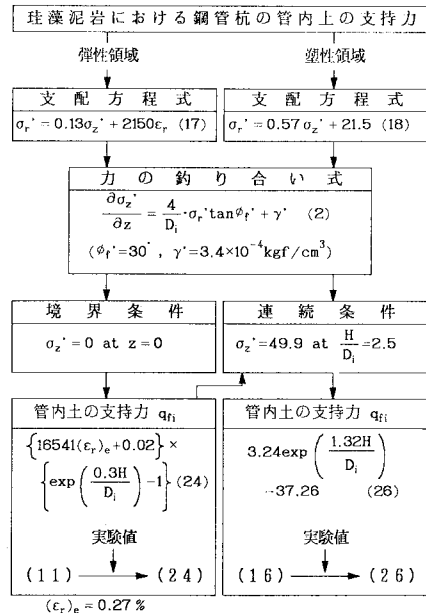 珪藻泥岩における鋼管杭の管内土の支持力
弾性領域
塑性領域
支配方程式
σr'=0.13σz'+2150εr (17)
支配方程式
σr'=0.57σz'+21.5 (18)
力の釣り合い式
∂σz'/∂z = 4/Di・σr'tanφf'+γ' (2)
(φf'=30°, γ'=3.4×10⁻⁴kgf/cm³)
境界条件
σz'=0 at z=0
連続条件
σz'=49.9 at H/Di=2.5
管内土の支持力 qfi
{16541(εr)e+0.02}×
{exp(0.3H/Di)-1} (24)
実験値
(11) → (24)
(εr)e=0.27%
管内土の支持力 qfi
3.24exp(1.32H/Di)
-37.26 (26)
実験値
(16) → (26)